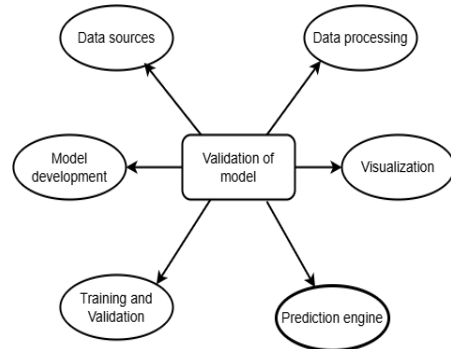 Data sources
Data processing
Model
development
Validation of
model
Visualization
Training and
Validation
Prediction engine